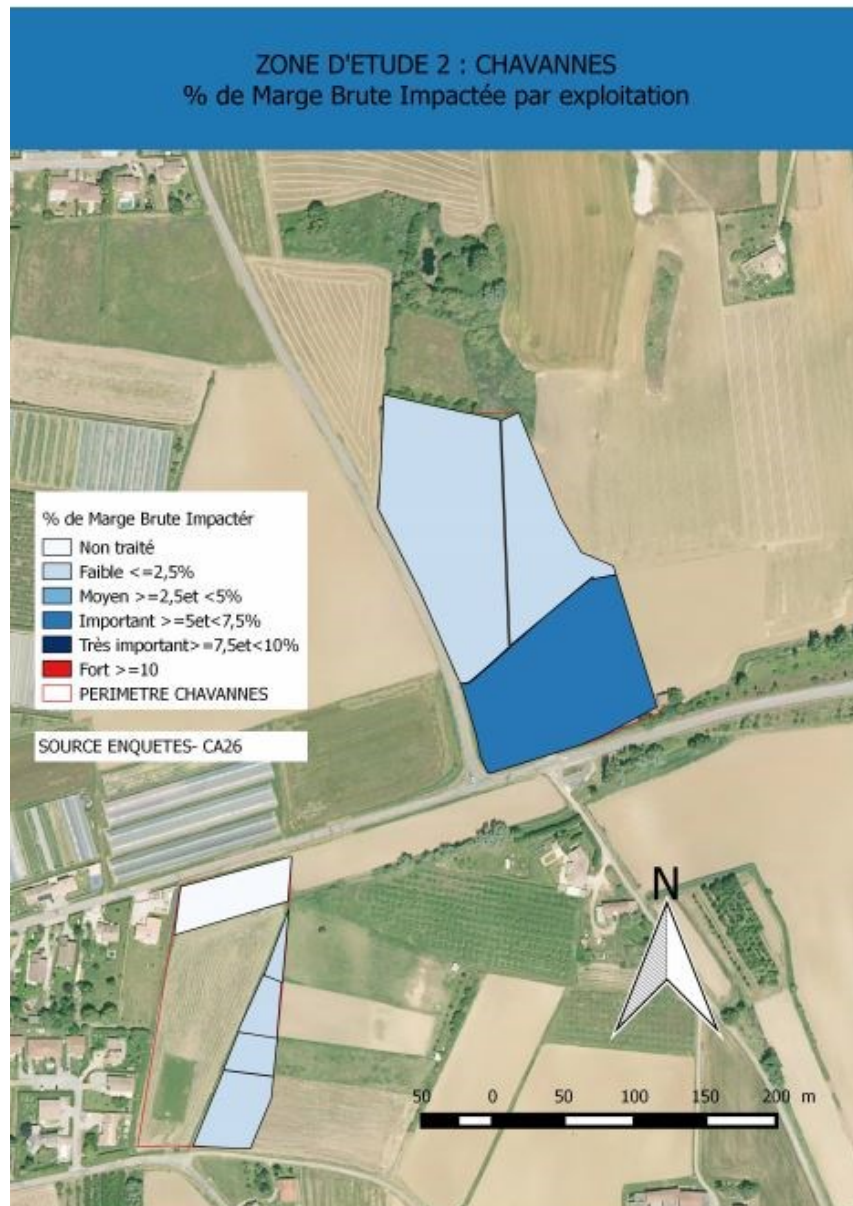 ZONE D'ETUDE 2 : CHAVANNES
% de Marge Brute Impactée par exploitation
% de Marge Brute Impactér
Non traité
Faible <=2,5%
Moyen >=2,5et <5%
Important >=5et<7,5%
Très important>=7,5et<10%
Fort >=10
PERIMETRE CHAVANNES
SOURCE ENQUETES- CA26
N
50 0 50 100 150 200 m